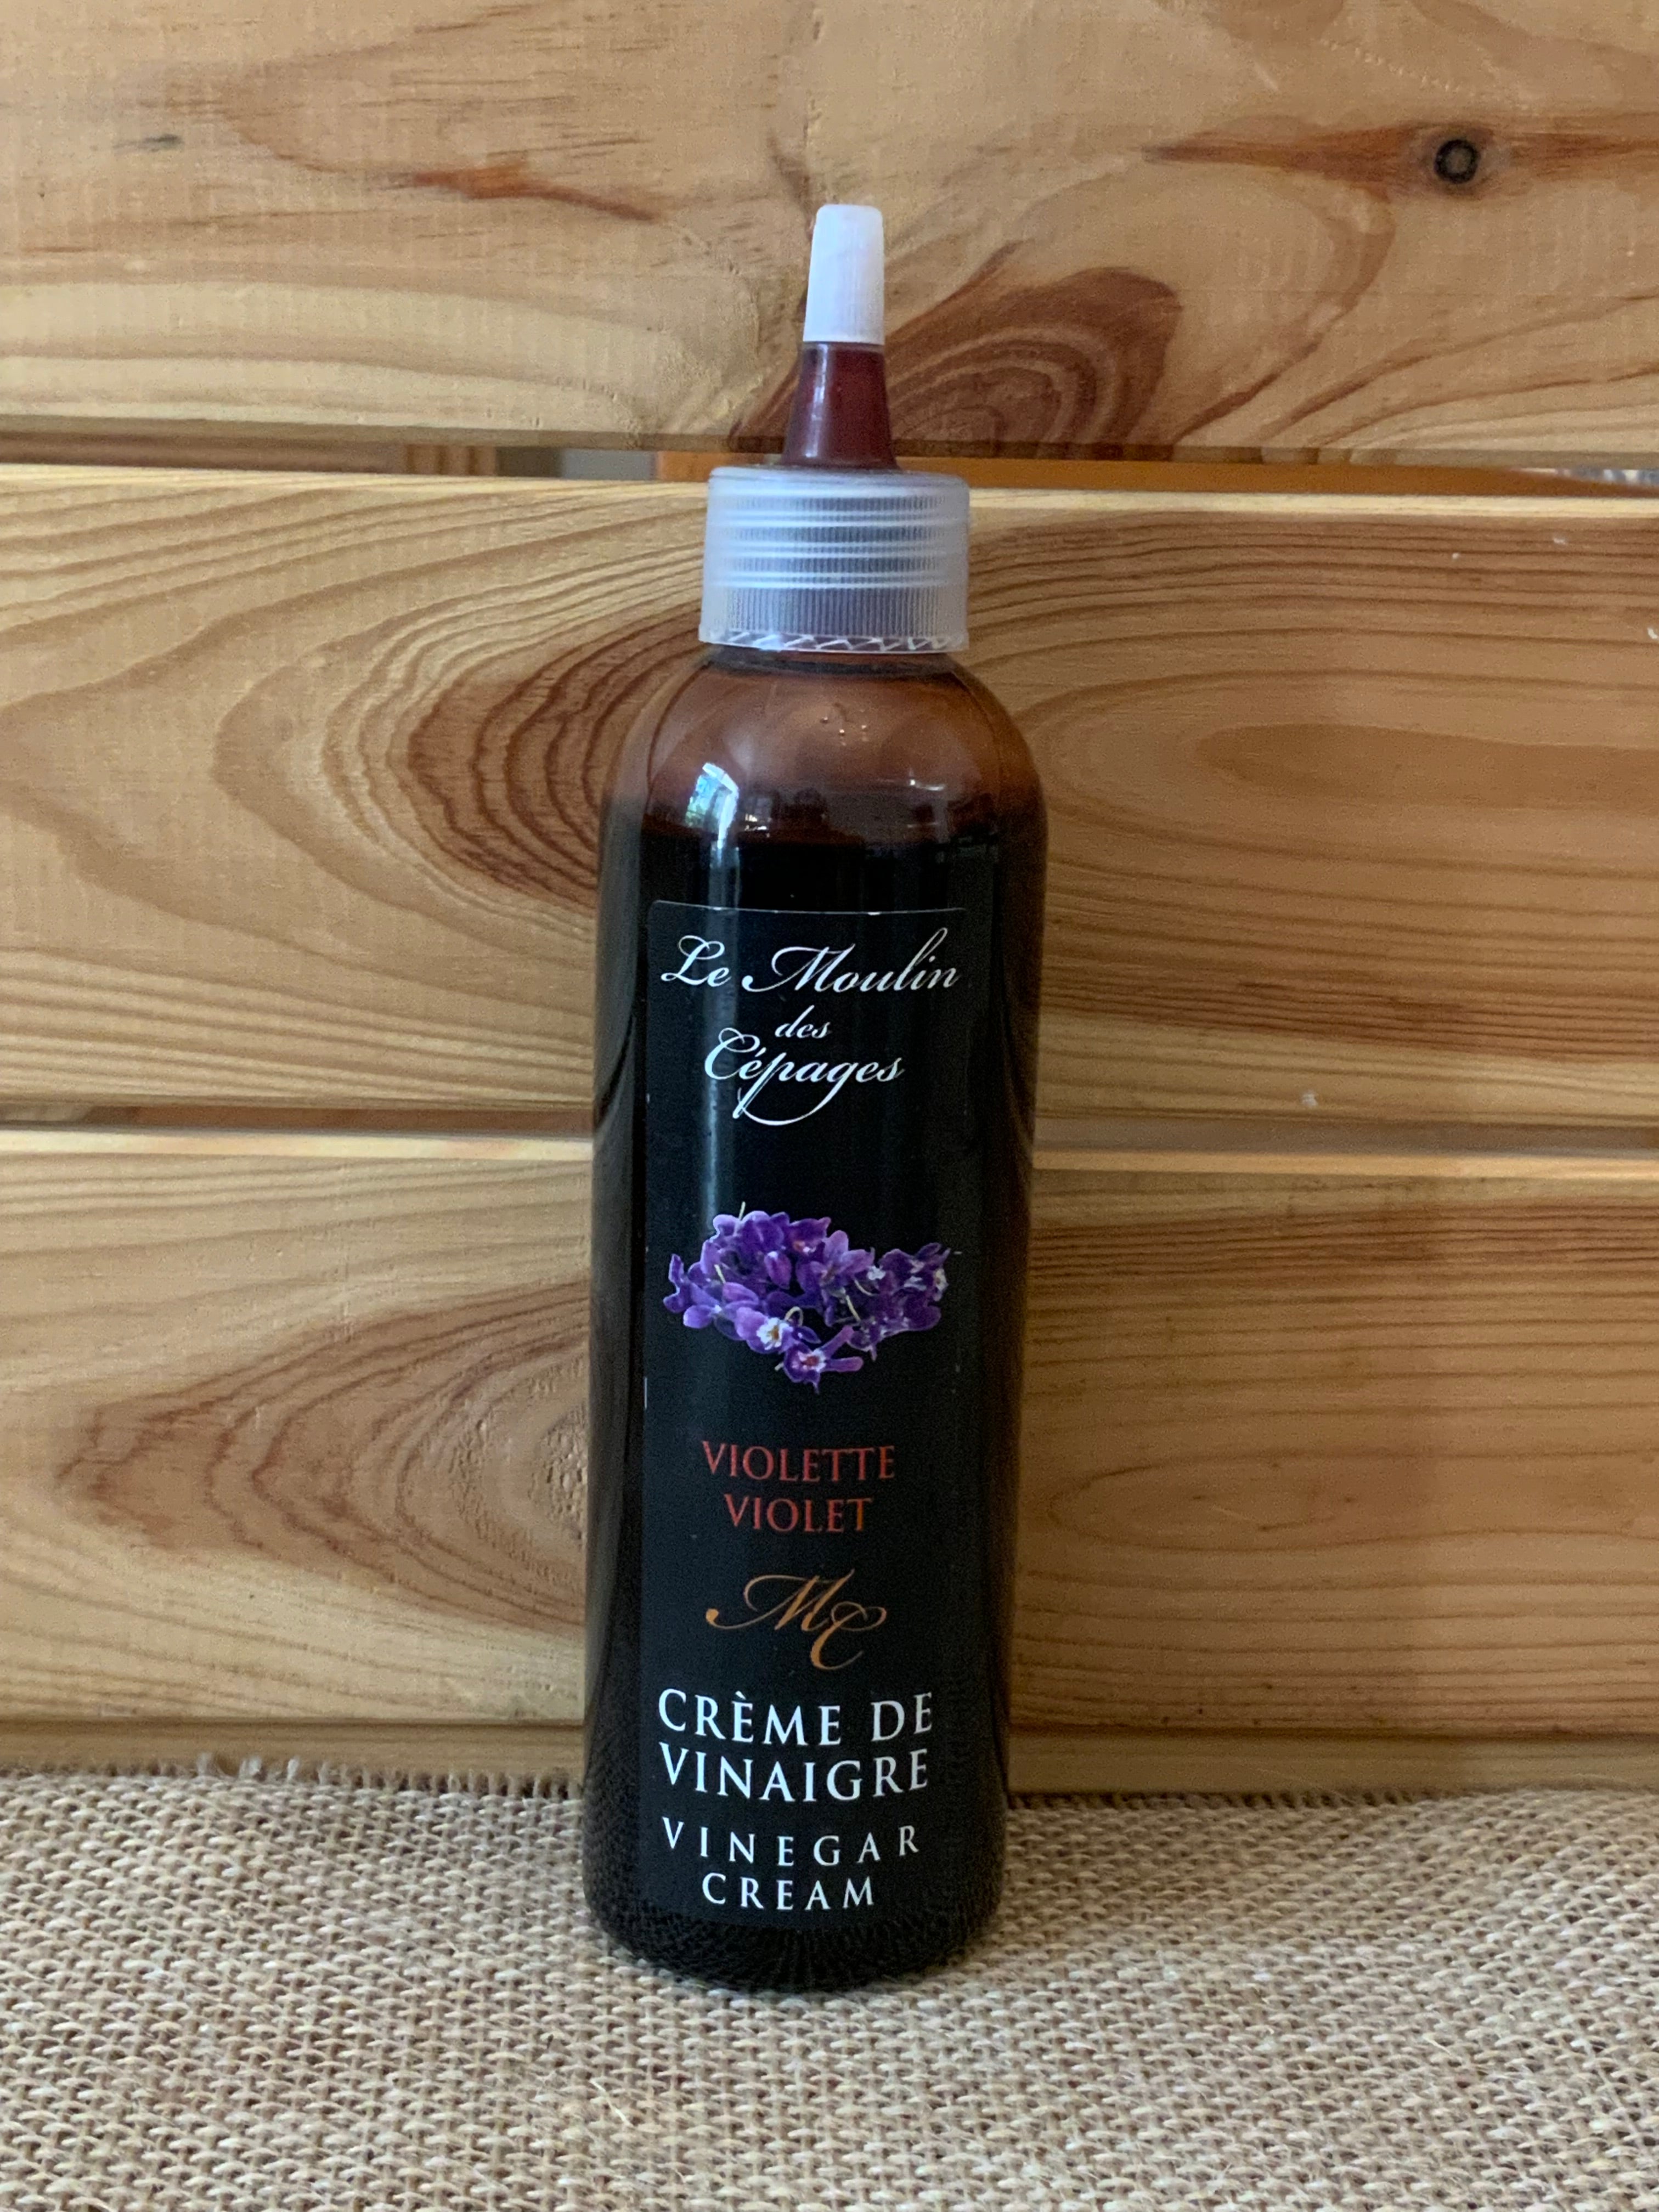 Le Moulin
des
Cépages
VIOLETTE
VIOLET
MC
CRÈME DE
VINAIGRE
VINEGAR
CREAM